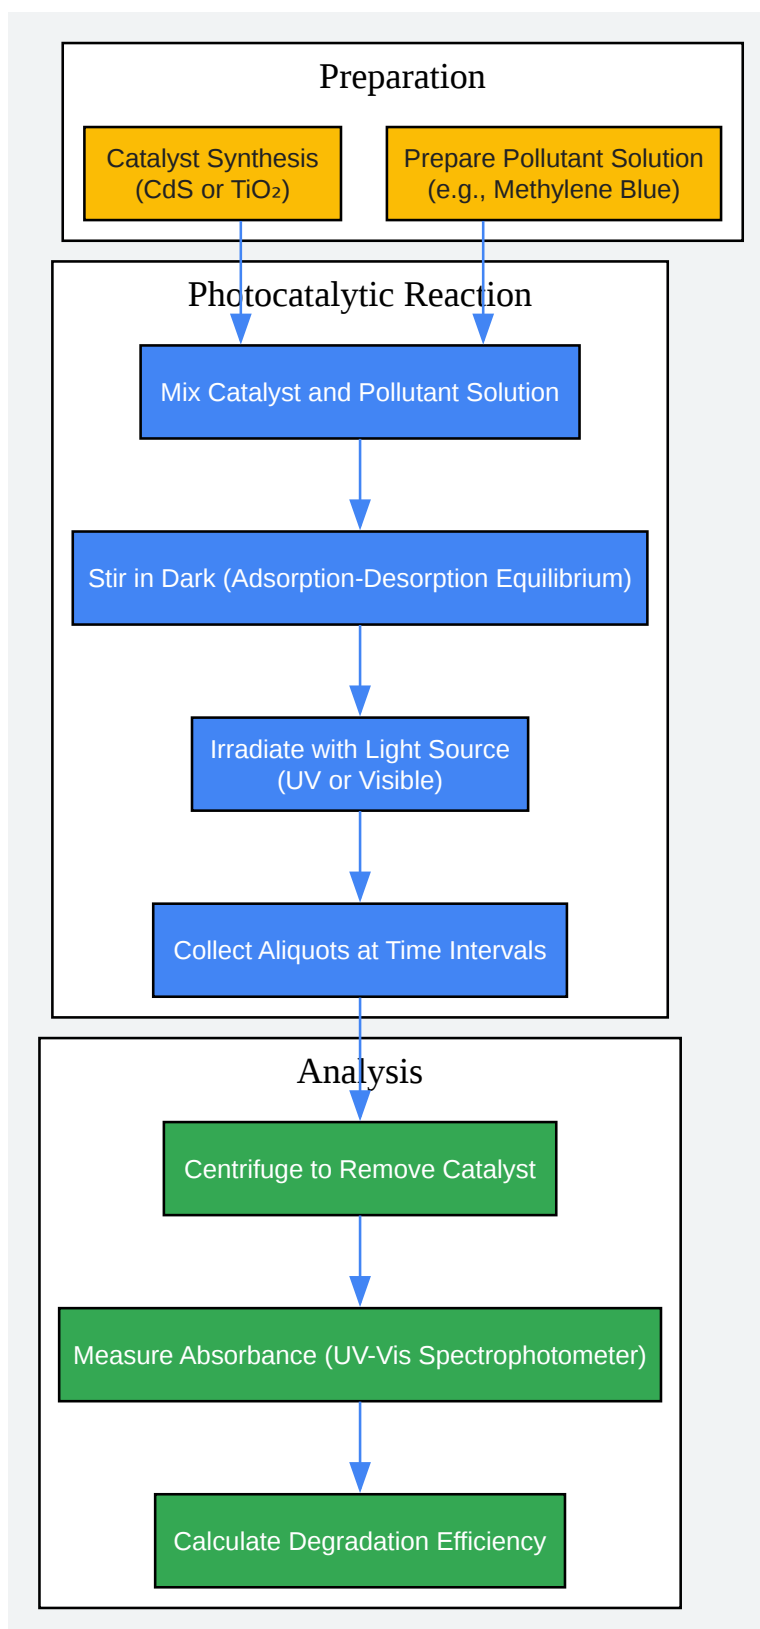 Preparation
Catalyst Synthesis
(CdS or TiO₂)
Prepare Pollutant Solution
(e.g., Methylene Blue)
Photocatalytic Reaction
Mix Catalyst and Pollutant Solution
Stir in Dark (Adsorption-Desorption Equilibrium)
Irradiate with Light Source
(UV or Visible)
Collect Aliquots at Time Intervals
Analysis
Centrifuge to Remove Catalyst
Measure Absorbance (UV-Vis Spectrophotometer)
Calculate Degradation Efficiency